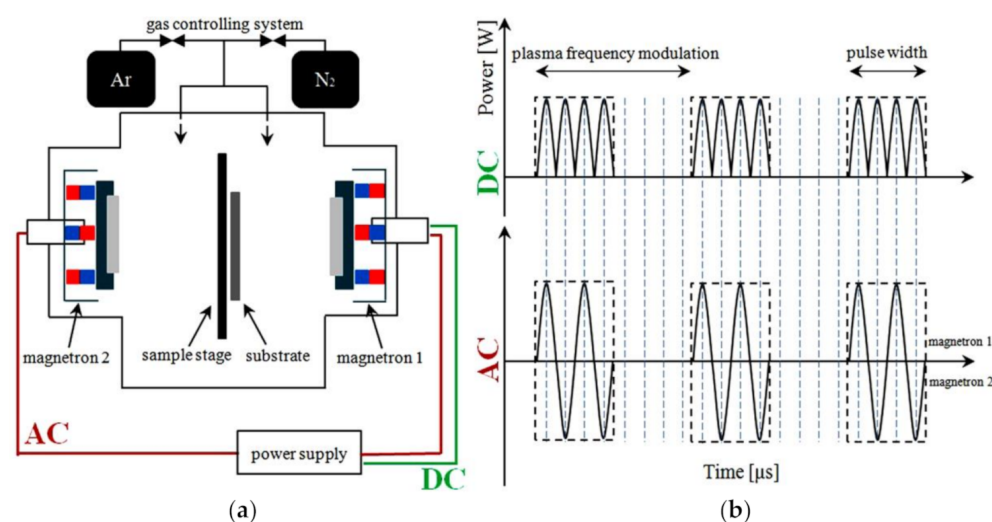 gas controlling system
Ar
N2
magnetron 2
sample stage
substrate
magnetron 1
AC
power supply
DC
(a)
Power [W]
plasma frequency modulation
pulse width
DC
AC
magnetron 1
magnetron 2
Time [µs]
(b)